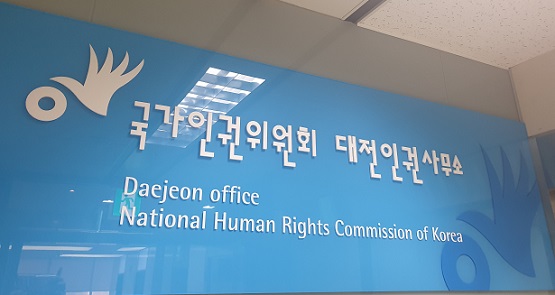 국가인권위원회 대전인권사무소
Daejeon office
National Human Rights Commission of Korea